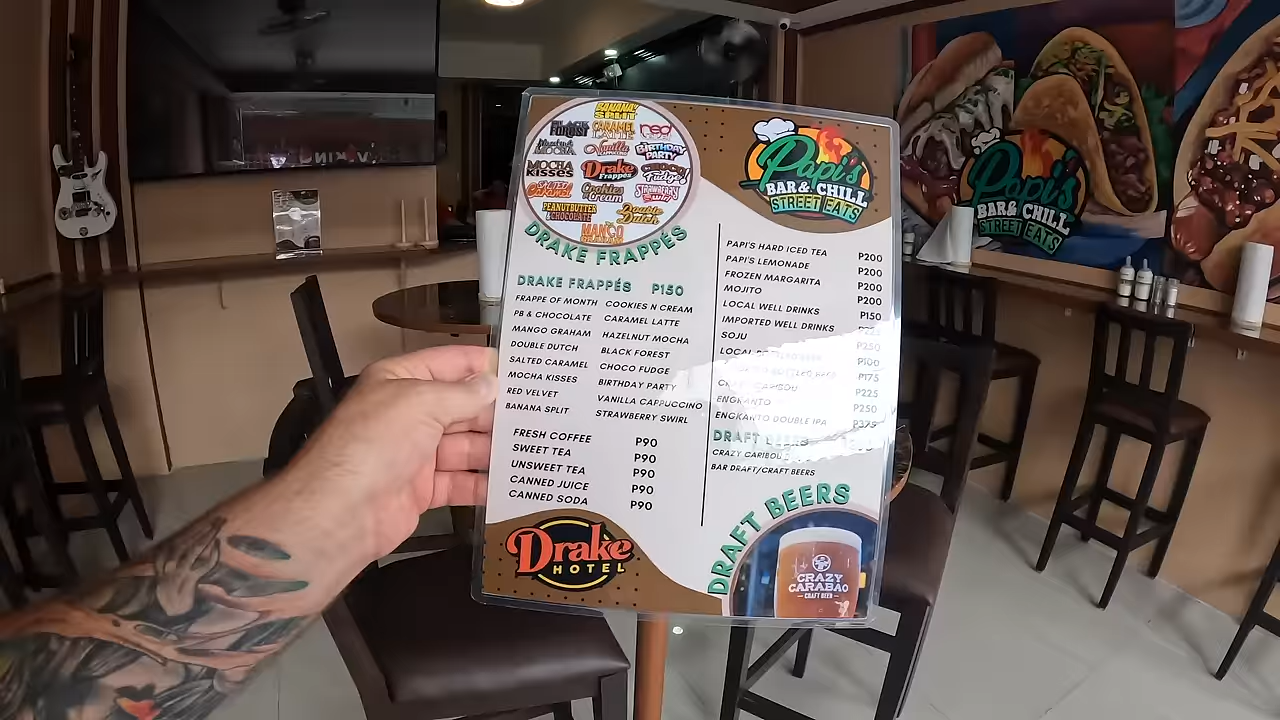 BANANA SPLIT
BLACK FOREST
CARAMEL LATTE
red
Vanilla
BIRTHDAY PARTY
MOCHA KISSES
Drake Frappés
Fudge
SALTED CARAMEL
Cookies Cream
STRAWBERRY
PEANUTBUTTER & CHOCOLATE
Double Dutch
MANGO GRAHAM
DRAKE FRAPPÉS
DRAKE FRAPPÉS P150
FRAPPE OF MONTH COOKIES N CREAM
PB & CHOCOLATE CARAMEL LATTE
MANGO GRAHAM HAZELNUT MOCHA
DOUBLE DUTCH BLACK FOREST
SALTED CARAMEL CHOCO FUDGE
MOCHA KISSES BIRTHDAY PARTY
RED VELVET VANILLA CAPPUCCINO
BANANA SPLIT STRAWBERRY SWIRL
FRESH COFFEE P90
SWEET TEA P90
UNSWEET TEA P90
CANNED JUICE P90
CANNED SODA P90
Drake
HOTEL
Papi's
BAR & CHILL
STREET EATS
PAPI'S HARD ICED TEA P200
PAPI'S LEMONADE P200
FROZEN MARGARITA P200
MOJITO P200
LOCAL WELL DRINKS P150
IMPORTED WELL DRINKS P225
SOJU P250
LOCAL P100
P175
P225
ENGKANTO P250
ENGKANTO DOUBLE IPA P375
DRAFT BEERS
CRAZY CARIBOU
BAR DRAFT/CRAFT BEERS
DRAFT BEERS
CRAZY
CARABAO
CRAFT BEER
Papi's
BAR & CHILL
STREET EATS